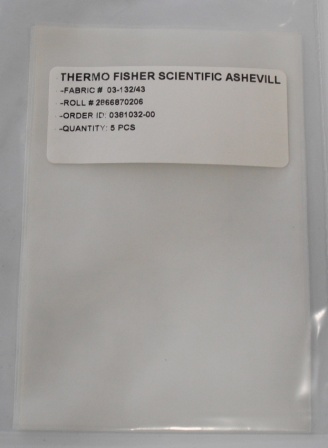 THERMO FISHER SCIENTIFIC ASHEVILL
-FABRIC # 03-132/43
-ROLL # 2866870206
-ORDER ID: 0381032-00
-QUANTITY: 5 PCS